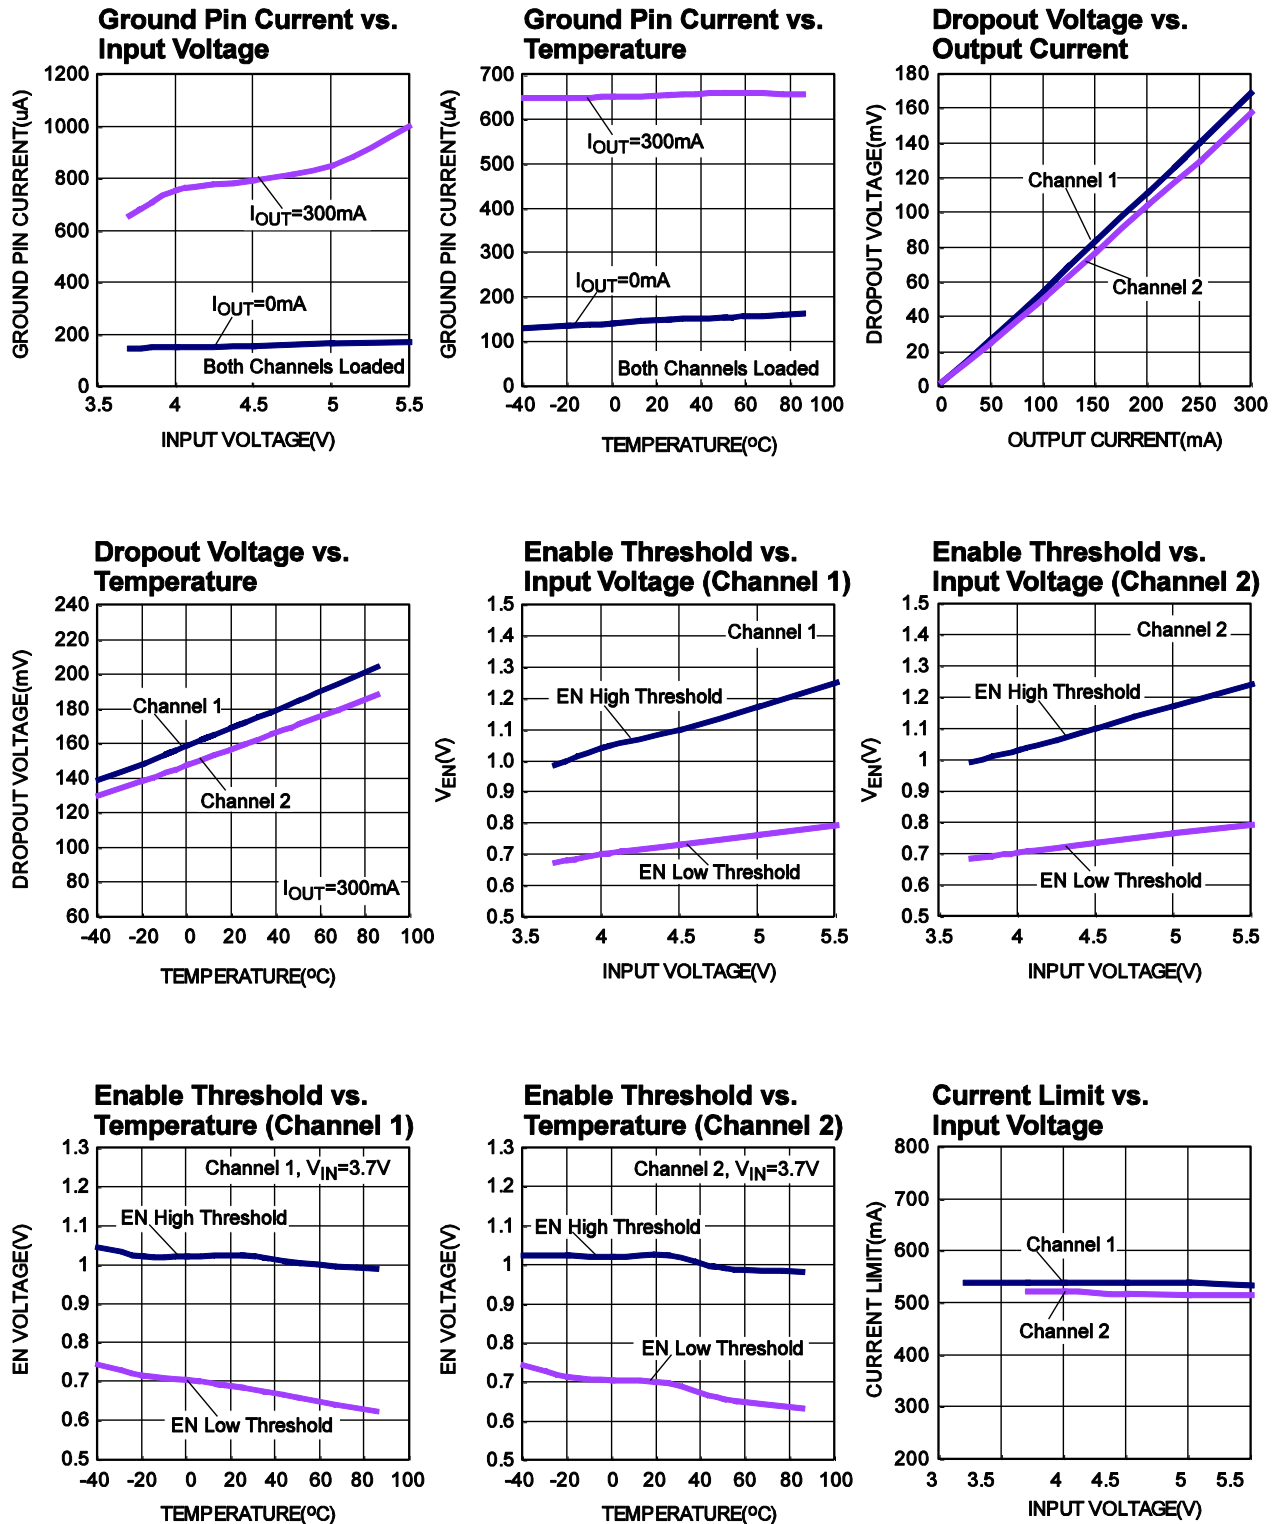 Ground Pin Current vs.
Input Voltage
1200
1000
800
600
400
200
0
3.5 4 4.5 5 5.5
GROUND PIN CURRENT(uA)
IOUT=300mA
IOUT=0mA
Both Channels Loaded
INPUT VOLTAGE(V)
Ground Pin Current vs.
Temperature
700
600
500
400
300
200
100
0
-40 -20 0 20 40 60 80 100
GROUND PIN CURRENT(uA)
IOUT=300mA
IOUT=0mA
Both Channels Loaded
TEMPERATURE(ºC)
Dropout Voltage vs.
Output Current
180
160
140
120
100
80
60
40
20
0
0 50 100 150 200 250 300
DROPOUT VOLTAGE(mV)
Channel 1
Channel 2
OUTPUT CURRENT(mA)
Dropout Voltage vs.
Temperature
240
220
200
180
160
140
120
100
80
60
-40 -20 0 20 40 60 80 100
DROPOUT VOLTAGE(mV)
Channel 1
Channel 2
IOUT=300mA
TEMPERATURE(ºC)
Enable Threshold vs.
Input Voltage (Channel 1)
1.5
1.4
1.3
1.2
1.1
1.0
0.9
0.8
0.7
0.6
0.5
3.5 4 4.5 5 5.5
VEN(V)
Channel 1
EN High Threshold
EN Low Threshold
INPUT VOLTAGE(V)
Enable Threshold vs.
Input Voltage (Channel 2)
1.5
1.4
1.3
1.2
1.1
1
0.9
0.8
0.7
0.6
0.5
3.5 4 4.5 5 5.5
VEN(V)
Channel 2
EN High Threshold
EN Low Threshold
INPUT VOLTAGE(V)
Enable Threshold vs.
Temperature (Channel 1)
1.3
1.2
1.1
1
0.9
0.8
0.7
0.6
0.5
-40 -20 0 20 40 60 80 100
EN VOLTAGE(V)
Channel 1, VIN=3.7V
EN High Threshold
EN Low Threshold
TEMPERATURE(ºC)
Enable Threshold vs.
Temperature (Channel 2)
1.3
1.2
1.1
1
0.9
0.8
0.7
0.6
0.5
-40 -20 0 20 40 60 80 100
EN VOLTAGE(V)
Channel 2, VIN=3.7V
EN High Threshold
EN Low Threshold
TEMPERATURE(ºC)
Current Limit vs.
Input Voltage
800
700
600
500
400
300
200
3 3.5 4 4.5 5 5.5
CURRENT LIMIT(mA)
Channel 1
Channel 2
INPUT VOLTAGE(V)